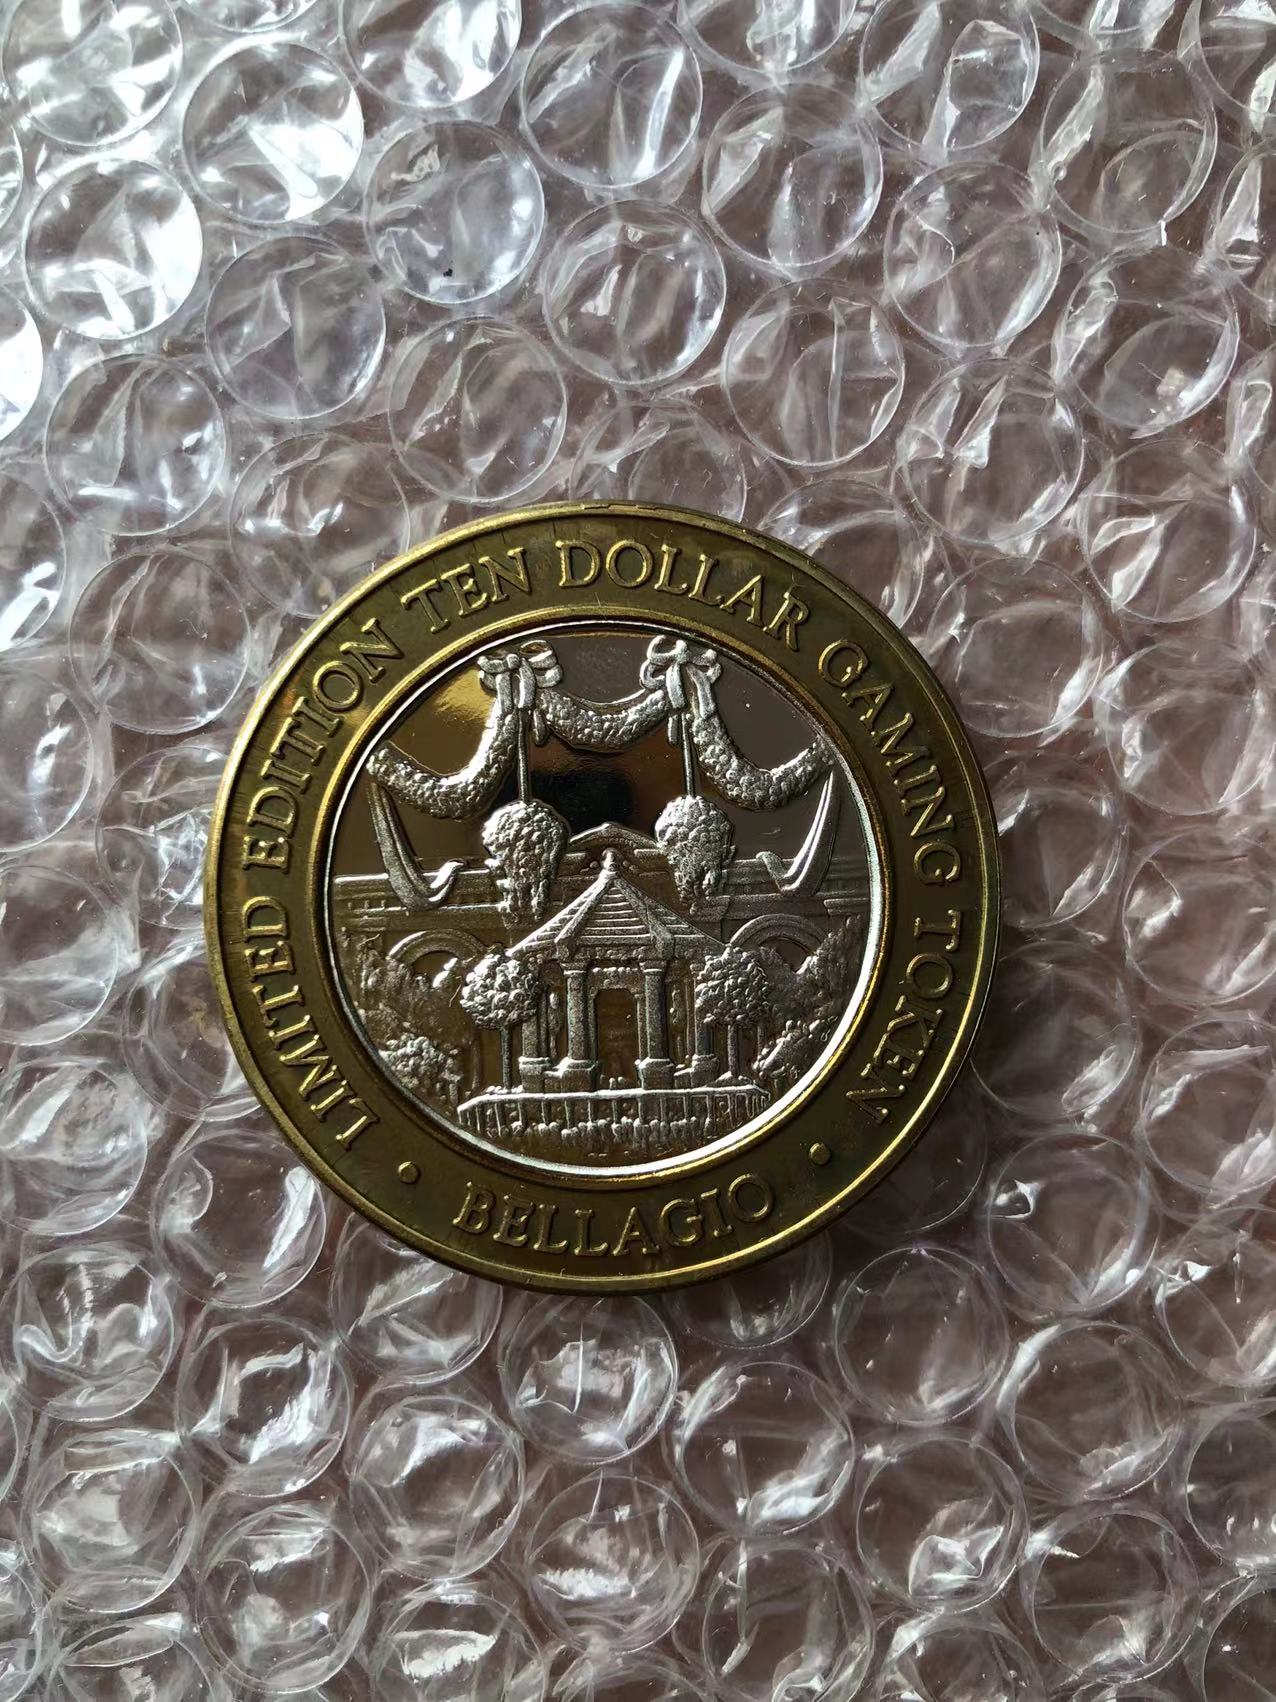 LIMITED EDITION TEN DOLLAR GAMING TOKEN
• BELLAGIO •